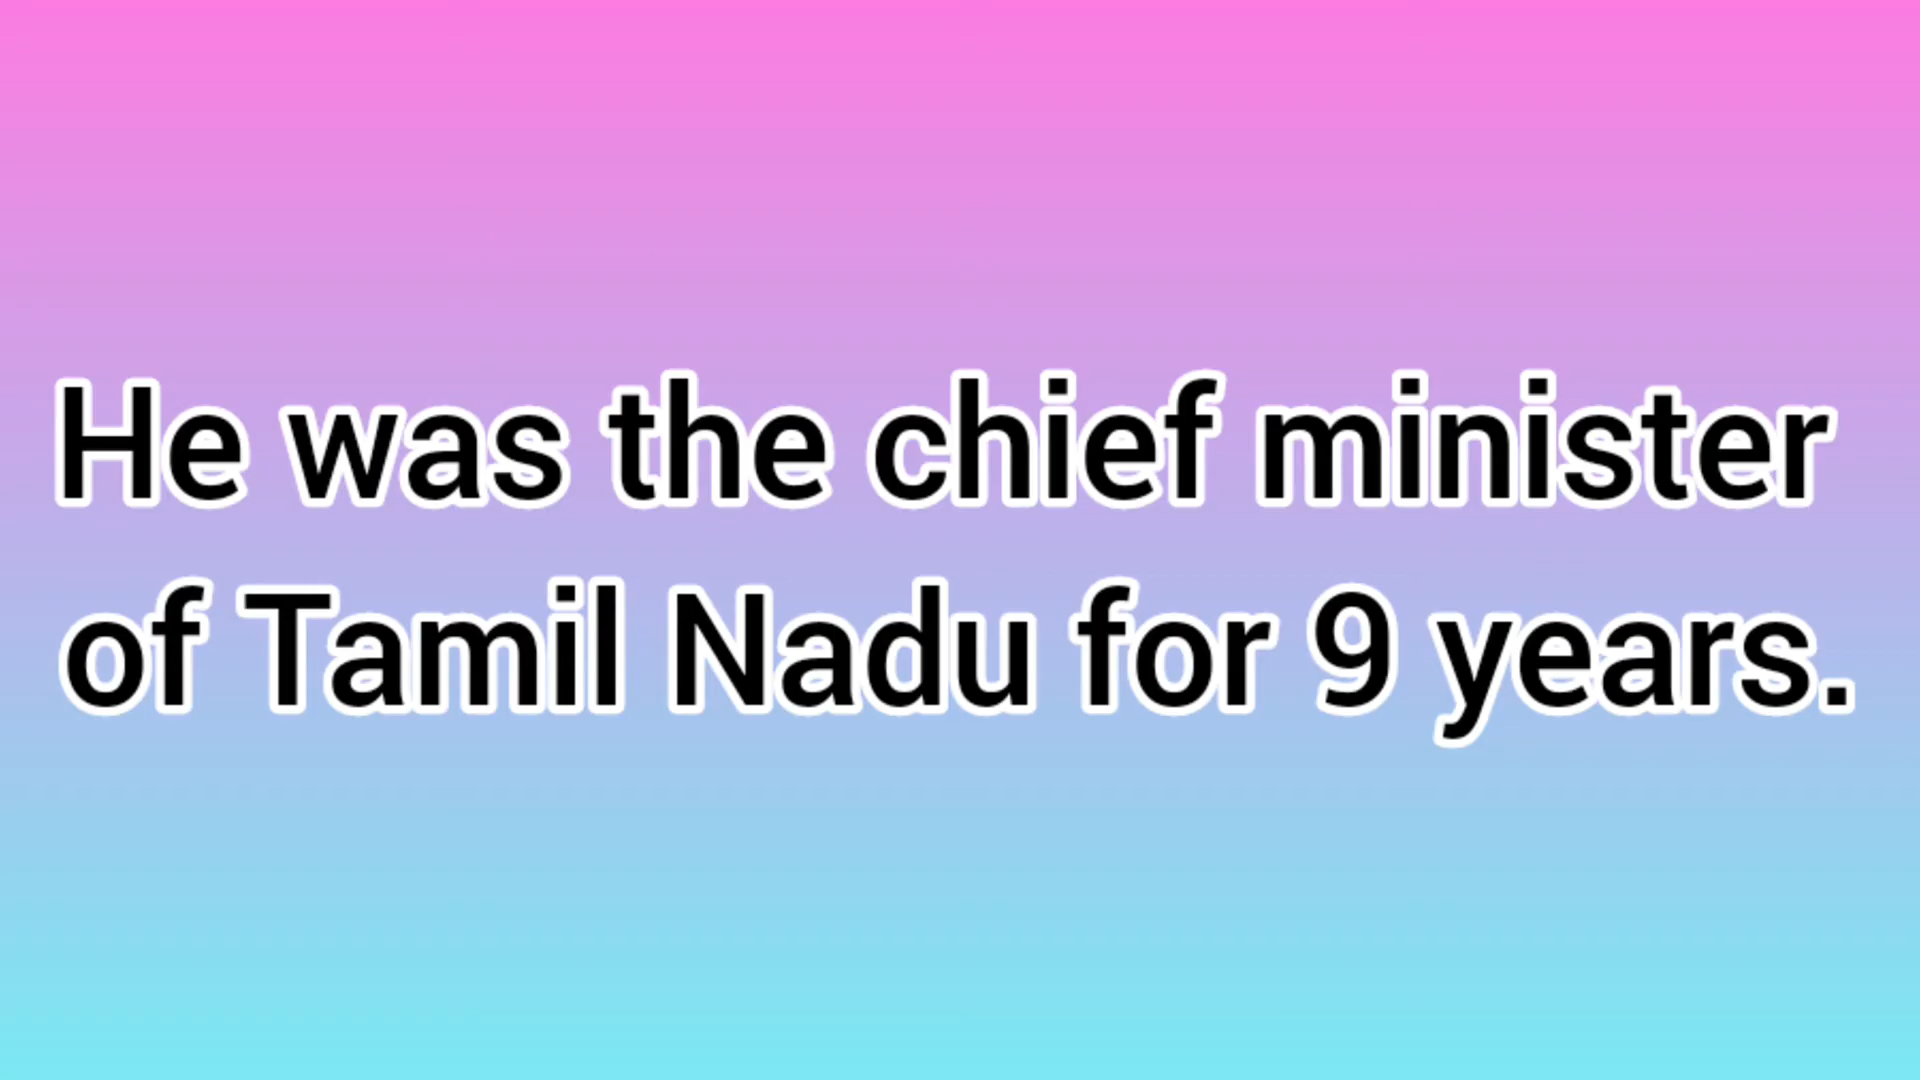 He was the chief minister
of Tamil Nadu for 9 years.